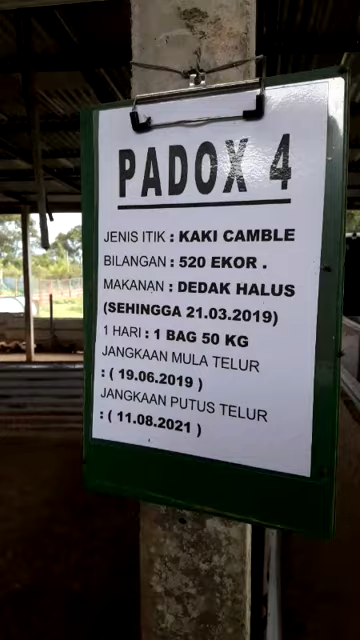 PADOX 4
JENIS ITIK : KAKI CAMBLE
BILANGAN : 520 EKOR .
MAKANAN : DEDAK HALUS
(SEHINGGA 21.03.2019)
1 HARI : 1 BAG 50 KG
JANGKAAN MULA TELUR
: ( 19.06.2019 )
JANGKAAN PUTUS TELUR
: ( 11.08.2021 )